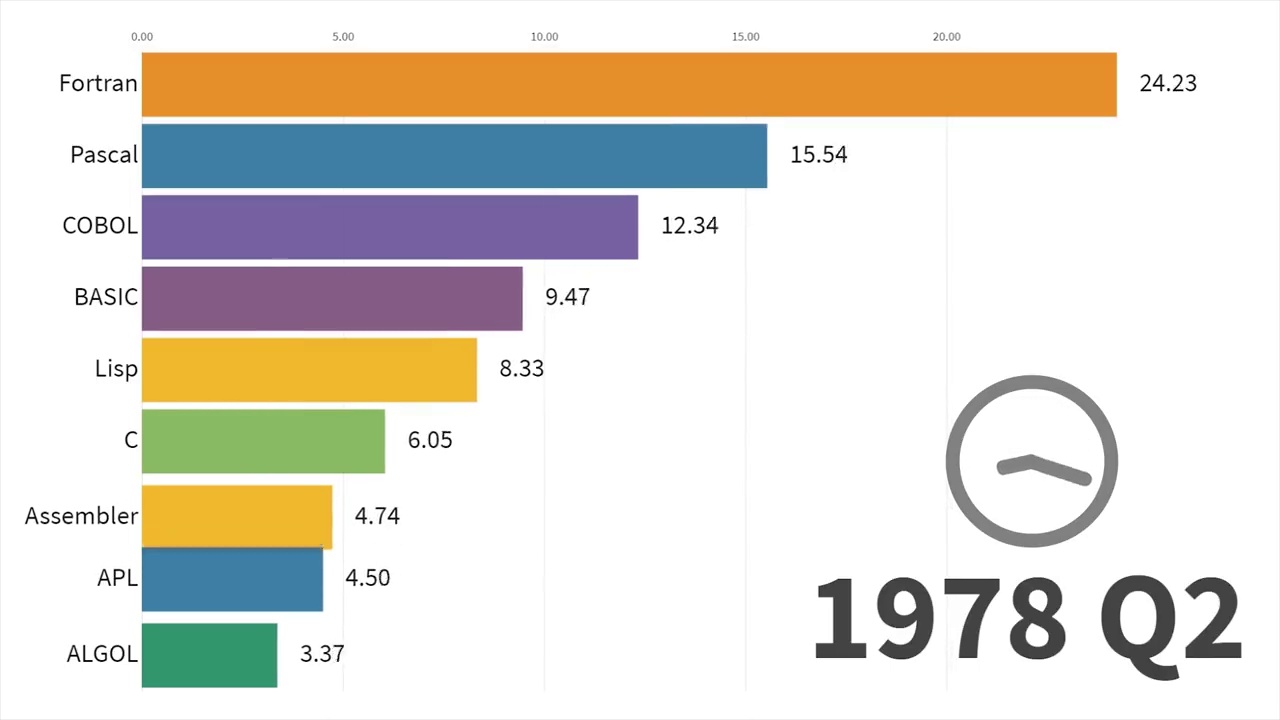 0.00 5.00 10.00 15.00 20.00
Fortran 24.23
Pascal 15.54
COBOL 12.34
BASIC 9.47
Lisp 8.33
C 6.05
Assembler 4.74
APL 4.50
ALGOL 3.37
1978 Q2